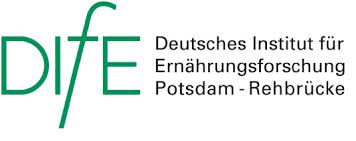 DIfE
Deutsches Institut für
Ernährungsforschung
Potsdam - Rehbrücke